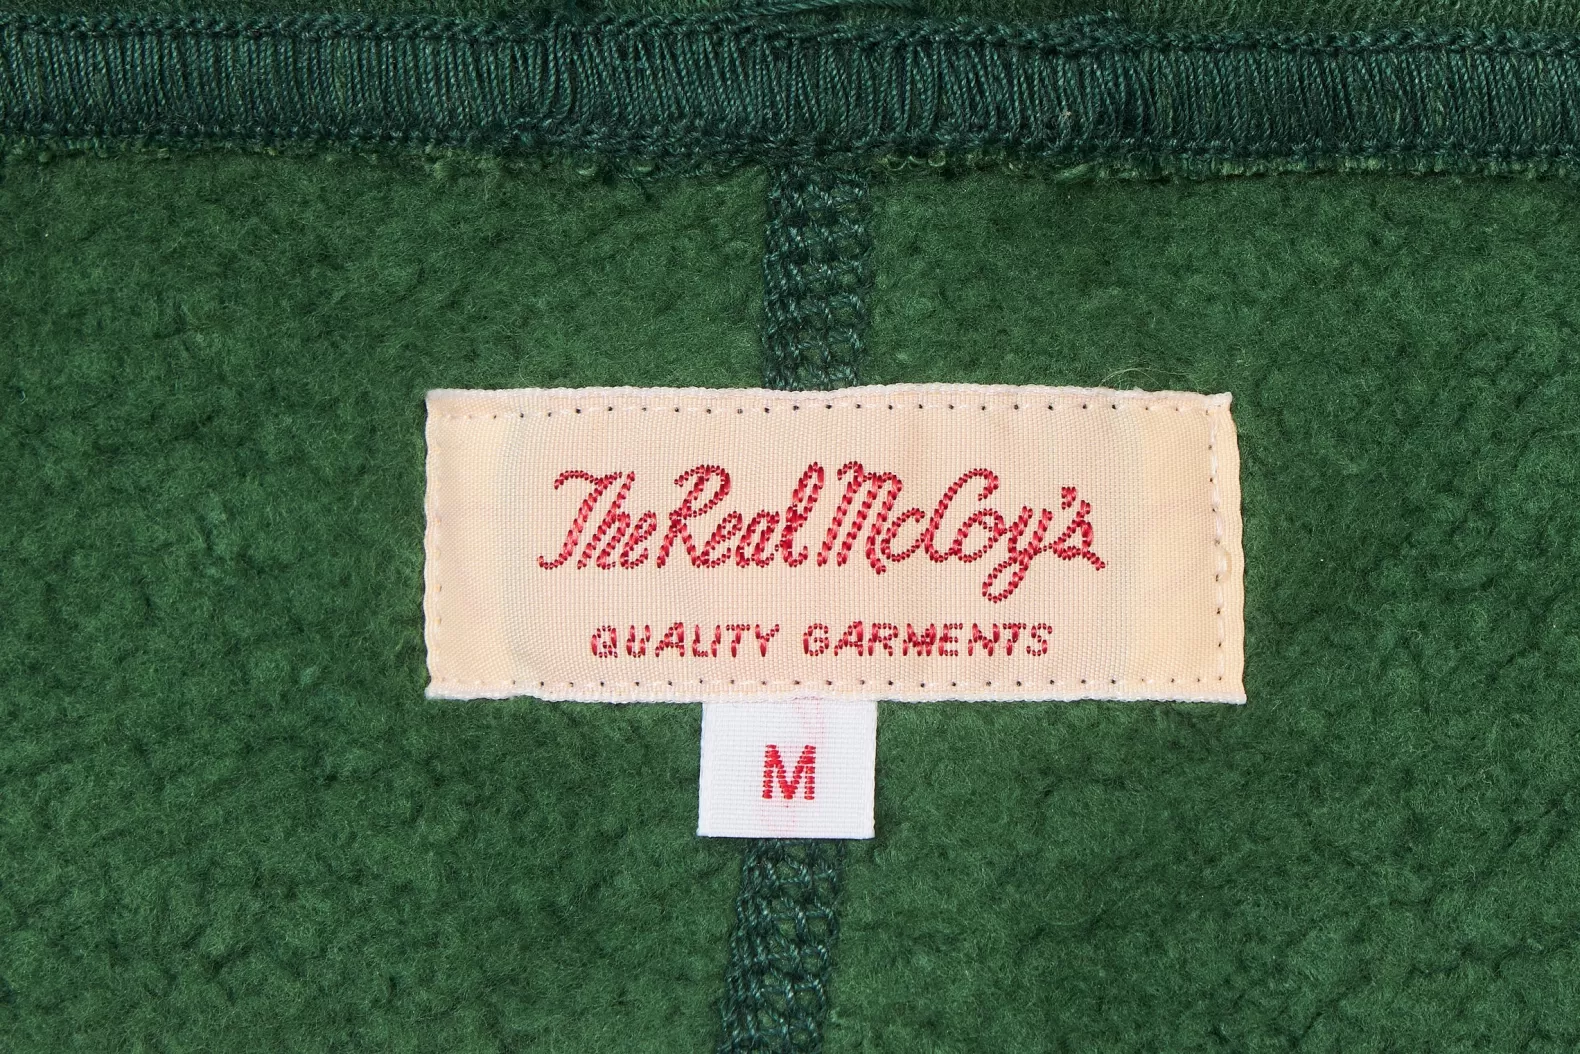 The Real McCoy's
QUALITY GARMENTS
M